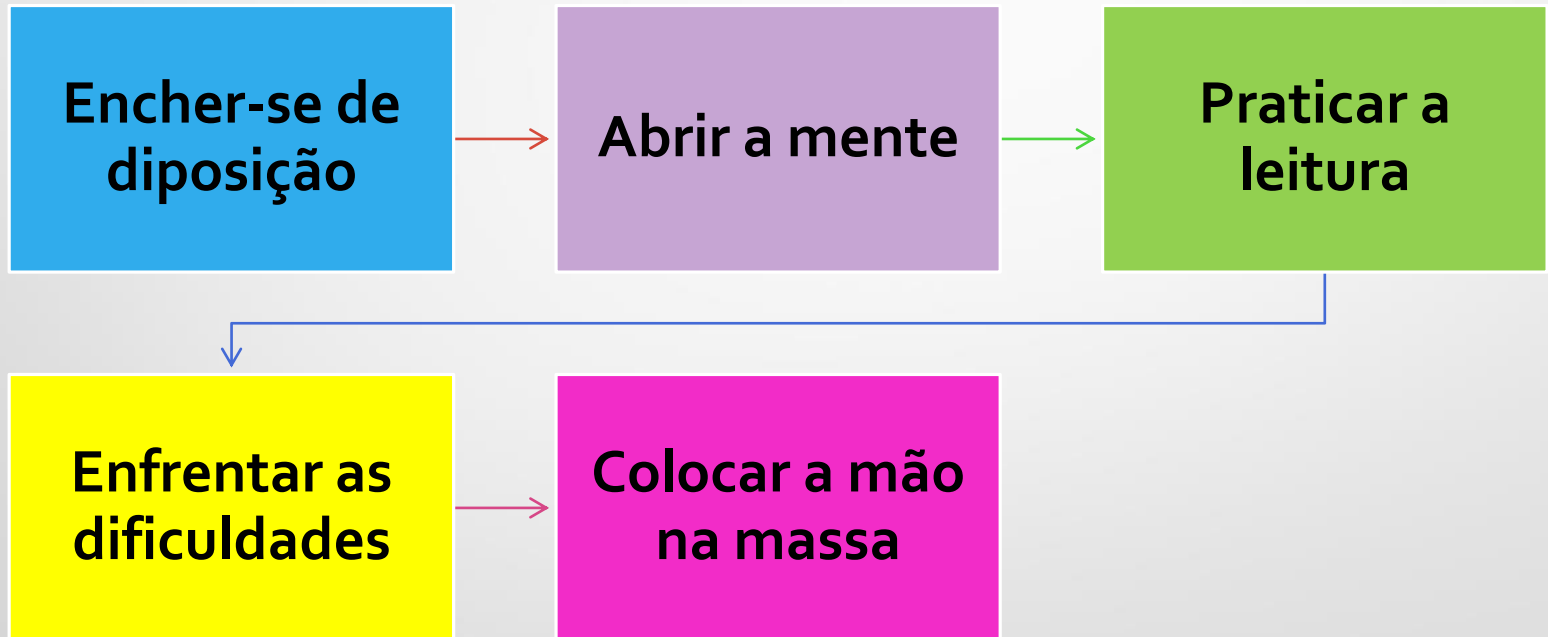 Encher-se de
diposição
Abrir a mente
Praticar a
leitura
Enfrentar as
dificuldades
Colocar a mão
na massa